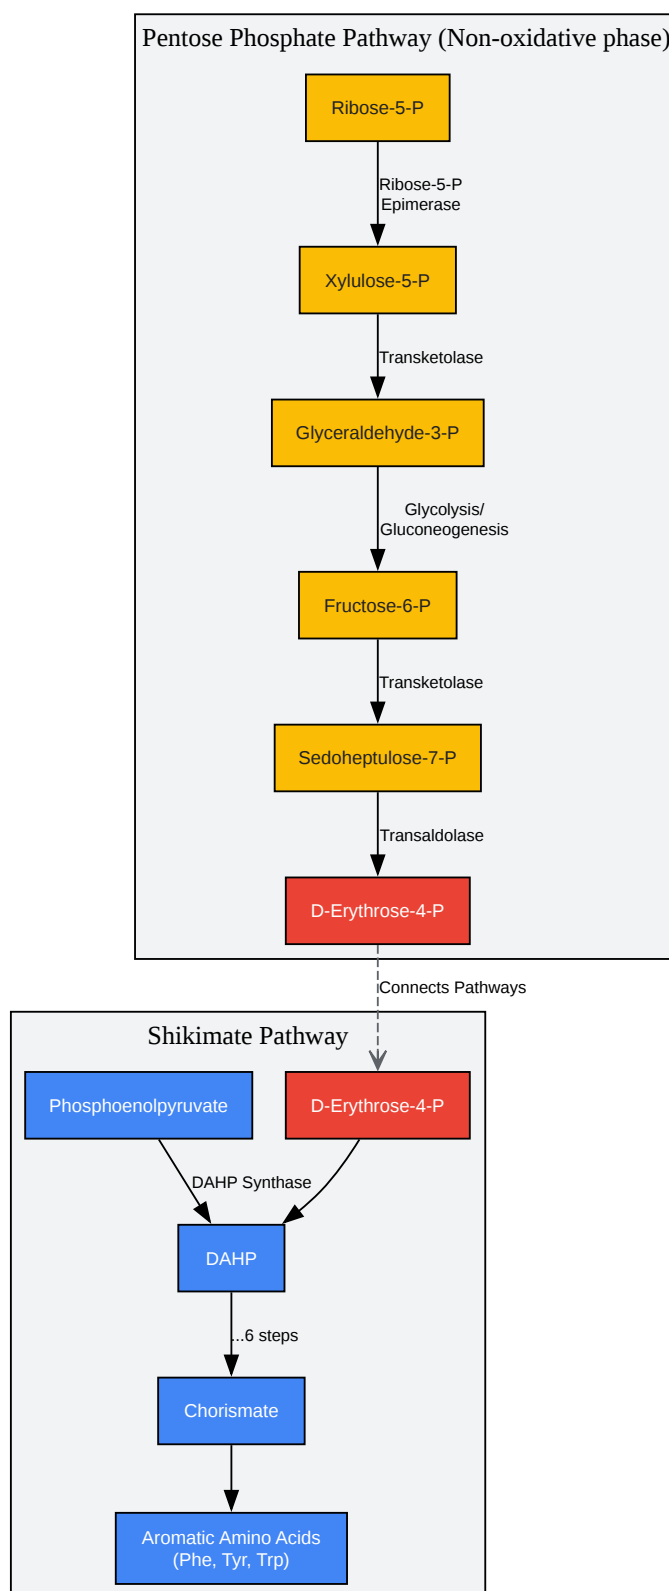 Pentose Phosphate Pathway (Non-oxidative phase)
Ribose-5-P
Ribose-5-P
Epimerase
Xylulose-5-P
Transketolase
Glyceraldehyde-3-P
Glycolysis/
Gluconeogenesis
Fructose-6-P
Transketolase
Sedoheptulose-7-P
Transaldolase
D-Erythrose-4-P
Connects Pathways
Shikimate Pathway
Phosphoenolpyruvate
D-Erythrose-4-P
DAHP Synthase
DAHP
...6 steps
Chorismate
Aromatic Amino Acids
(Phe, Tyr, Trp)